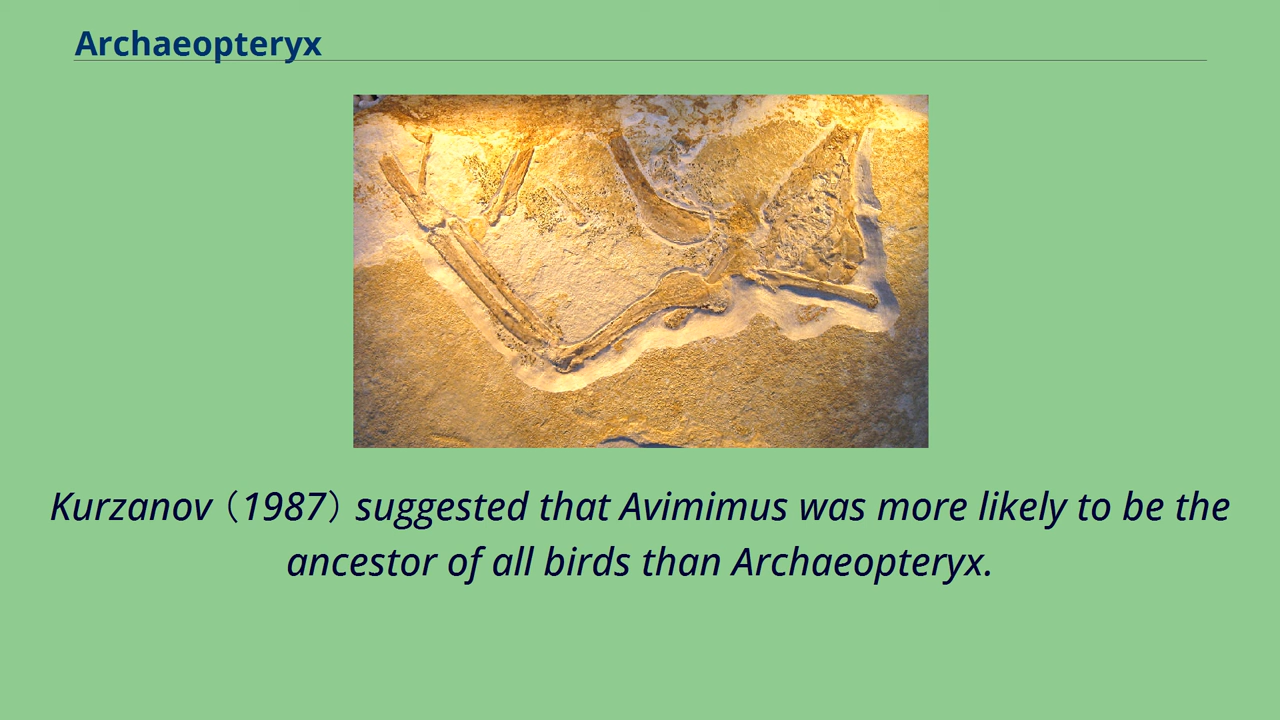 Archaeopteryx
Kurzanov（1987）suggested that Avimimus was more likely to be the
ancestor of all birds than Archaeopteryx.